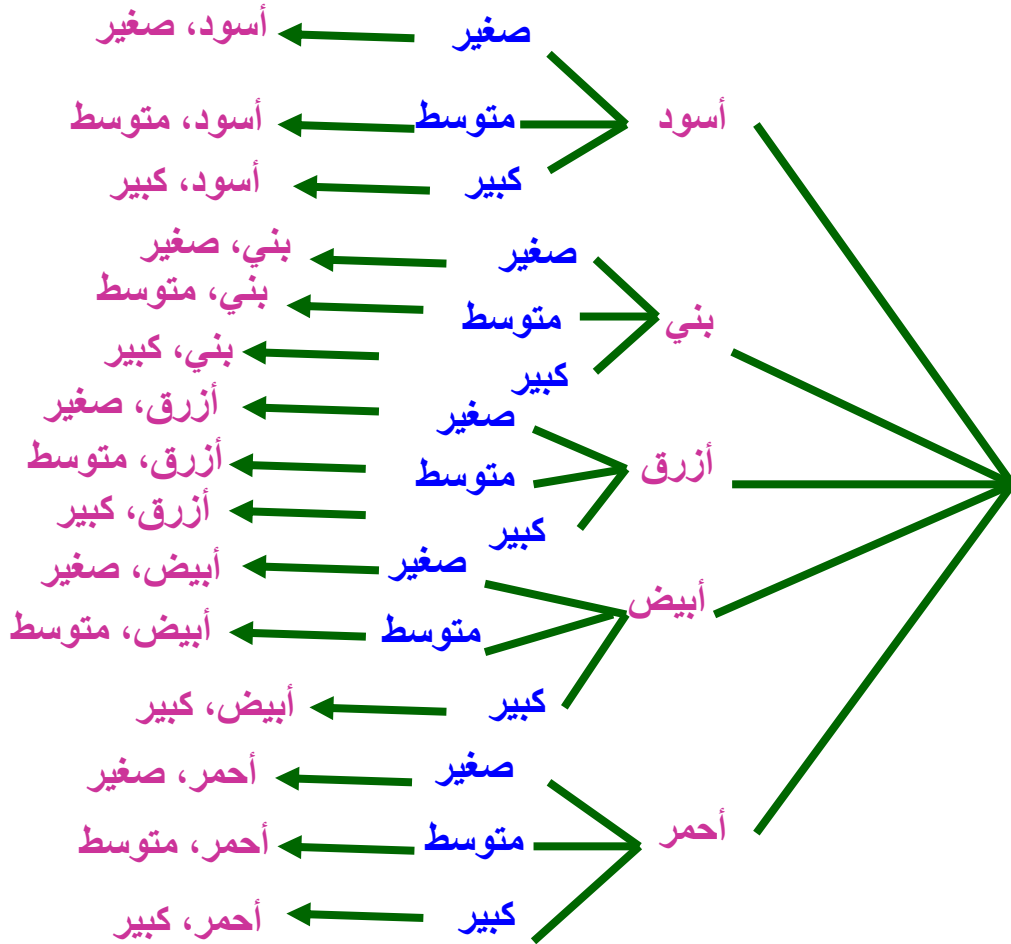 أسود
صغير
أسود، صغير
متوسط
أسود، متوسط
كبير
أسود، كبير
بني
صغير
بني، صغير
متوسط
بني، متوسط
كبير
بني، كبير
أزرق
صغير
أزرق، صغير
متوسط
أزرق، متوسط
كبير
أزرق، كبير
أبيض
صغير
أبيض، صغير
متوسط
أبيض، متوسط
كبير
أبيض، كبير
أحمر
صغير
أحمر، صغير
متوسط
أحمر، متوسط
كبير
أحمر، كبير